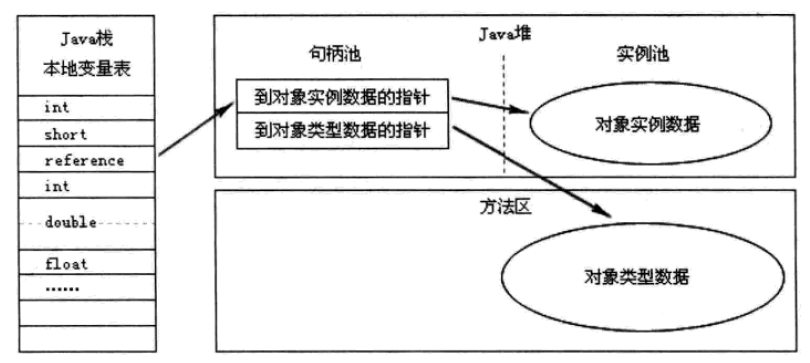 Java栈
本地变量表
int
short
reference
int
double
float
……
Java堆
句柄池
实例池
到对象实例数据的指针
到对象类型数据的指针
对象实例数据
方法区
对象类型数据